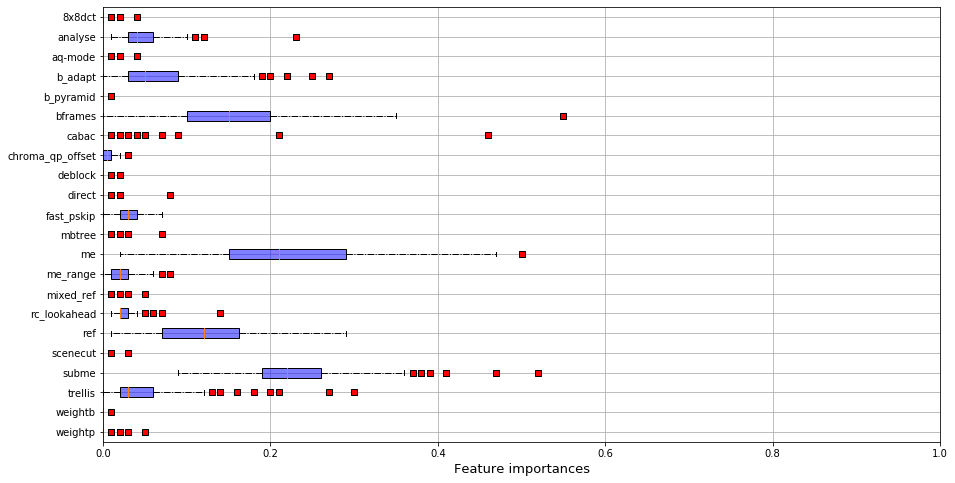 8x8dct
analyse
aq-mode
b_adapt
b_pyramid
bframes
cabac
chroma_qp_offset
deblock
direct
fast_pskip
mbtree
me
me_range
mixed_ref
rc_lookahead
ref
scenecut
subme
trellis
weightb
weightp
0.0 0.2 0.4 0.6 0.8 1.0
Feature importances